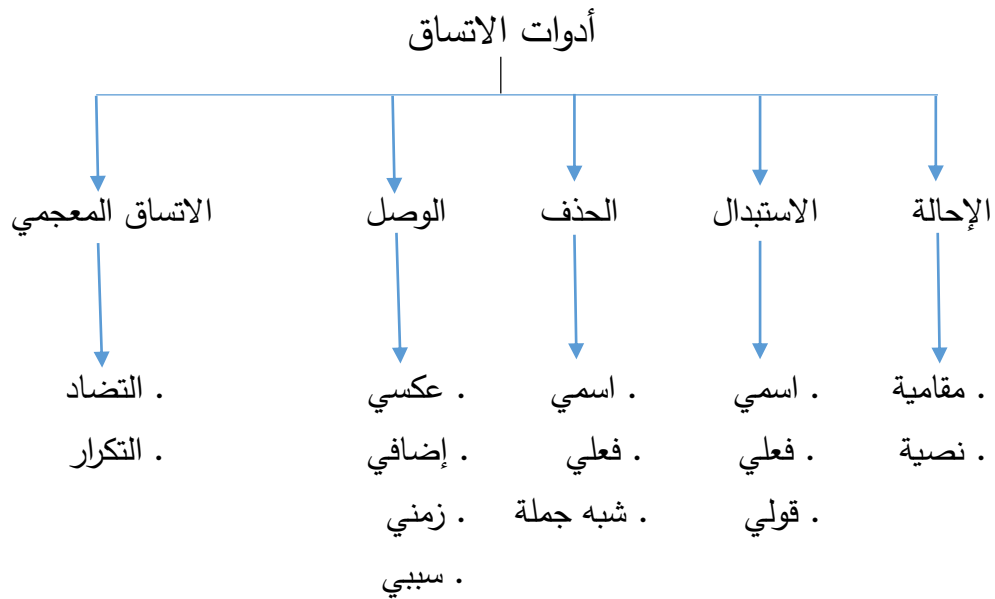 أدوات الاتساق
الإحالة الاستبدال الحذف الوصل الاتساق المعجمي
. مقامية . اسمي . اسمي . عكسي . التضاد
. نصية . فعلي . فعلي . إضافي . التكرار
. قولي . شبه جملة . زمني
. سببي